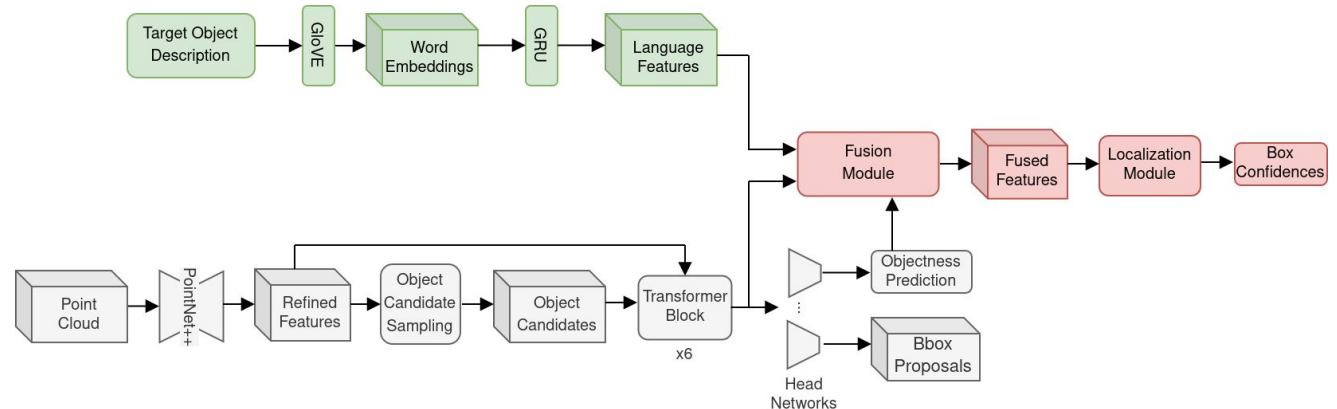 Target Object
Description
GloVE
Word
Embeddings
GRU
Language
Features
Fusion
Module
Fused
Features
Localization
Module
Box
Confidences
Point
Cloud
PointNet++
Refined
Features
Object
Candidate
Sampling
Object
Candidates
Transformer
Block
x6
...
Head
Networks
Objectness
Prediction
Bbox
Proposals